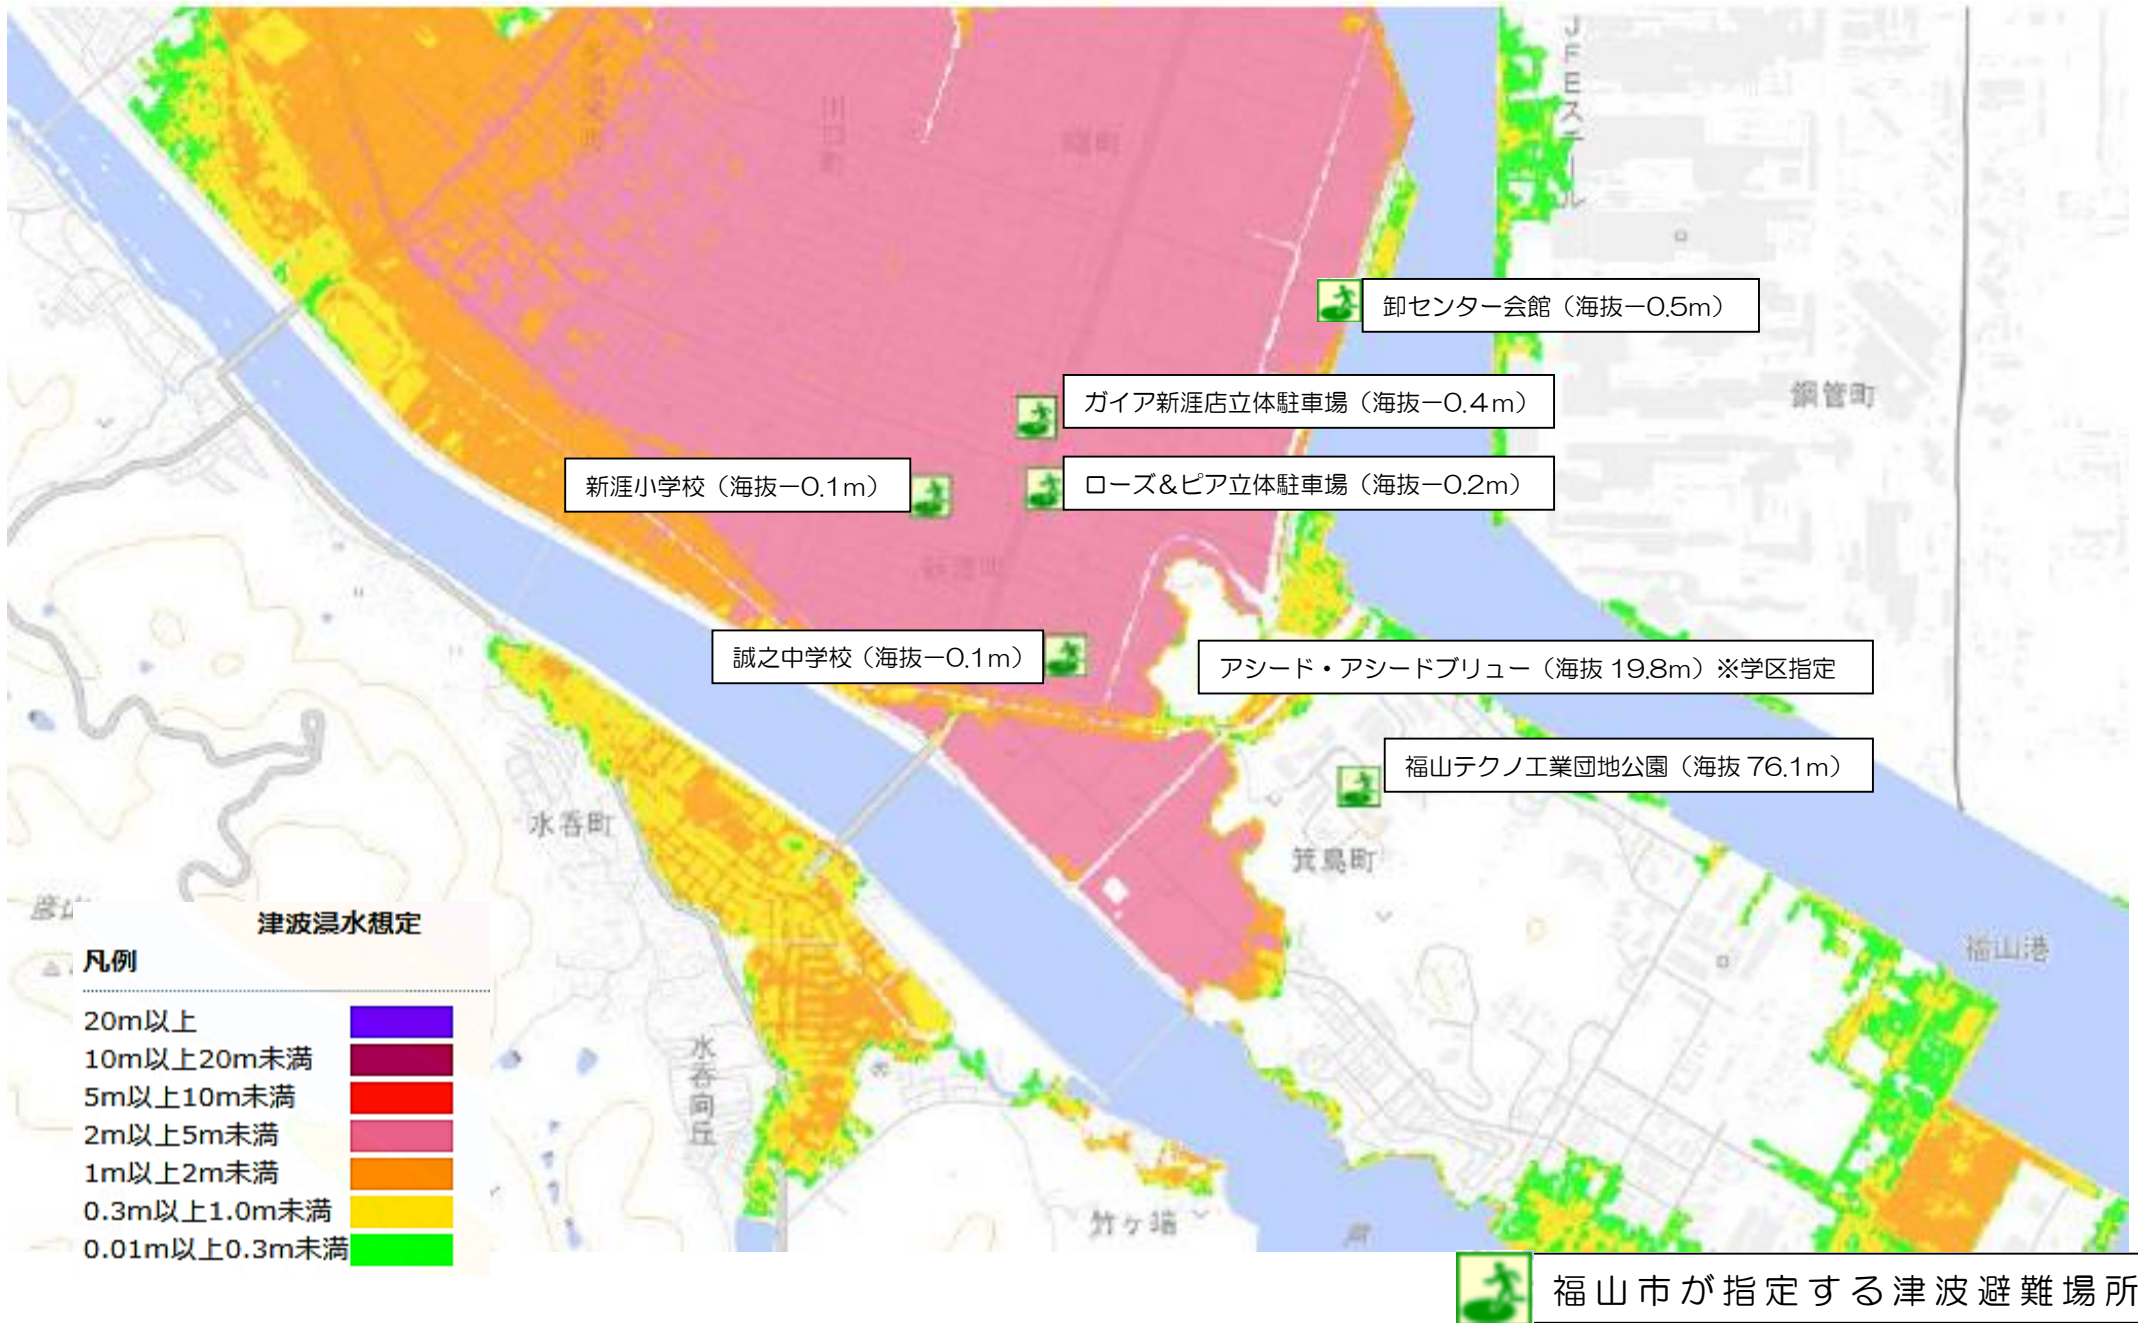 JFEスチール
曙町
卸センター会館（海抜－0.5m）
鋼管町
ガイア新涯店立体駐車場（海抜－0.4m）
新涯小学校（海抜－0.1m）
ローズ＆ピア立体駐車場（海抜－0.2m）
新涯町
誠之中学校（海抜－0.1m）
アシード・アシードブリュー（海抜 19.8m）※学区指定
福山テクノ工業団地公園（海抜 76.1m）
水呑町
箕島町
福山港
津波浸水想定
凡例
20m以上
10m以上20m未満
5m以上10m未満
2m以上5m未満
1m以上2m未満
0.3m以上1.0m未満
0.01m以上0.3m未満
水呑向丘
竹ヶ端
福山市が指定する津波避難場所